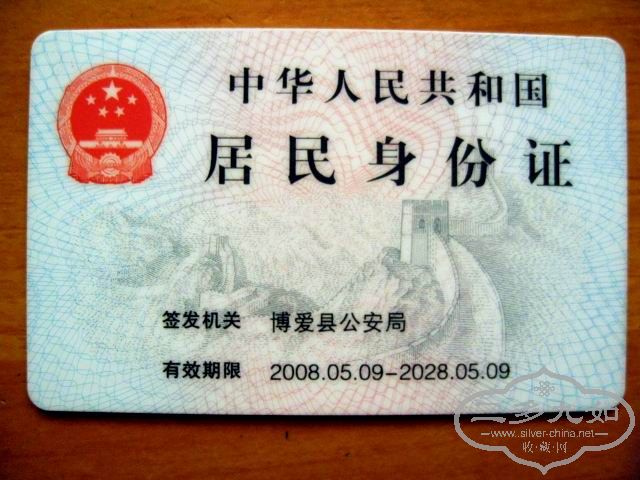 中华人民共和国
居民身份证
签发机关 博爱县公安局
有效期限 2008.05.09-2028.05.09
www.silver-china.net
收·藏·网